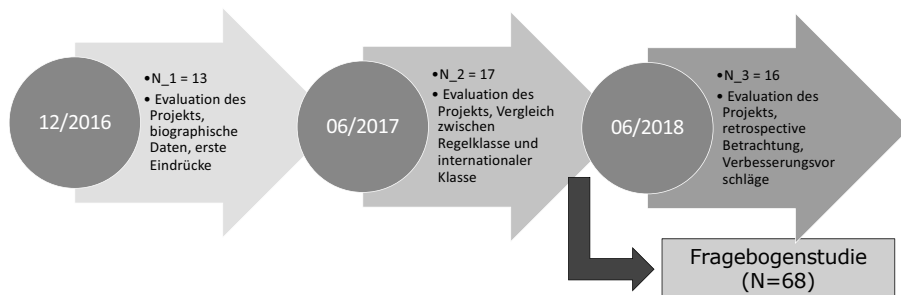 12/2016
•N_1 = 13
• Evaluation des
Projekts,
biographische
Daten, erste
Eindrücke
06/2017
•N_2 = 17
• Evaluation des
Projekts, Vergleich
zwischen
Regelklasse und
internationaler
Klasse
06/2018
•N_3 = 16
• Evaluation des
Projekts,
retrospective
Betrachtung,
Verbesserungsvor
schläge
Fragebogenstudie
(N=68)